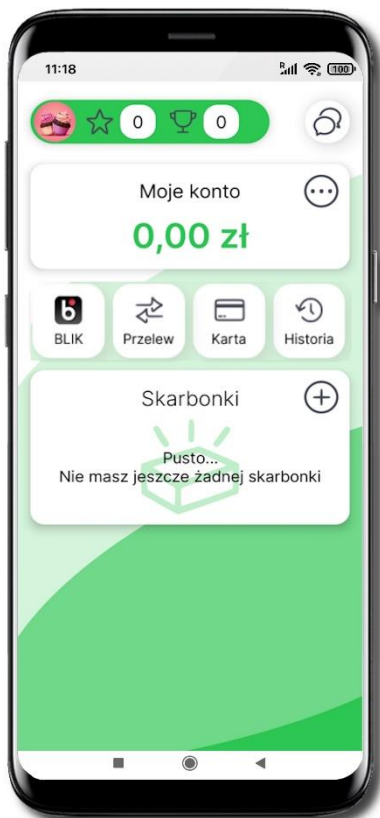 11:18
R
100
0
0
Moje konto
0,00 zł
BLIK
Przelew
Karta
Historia
Skarbonki
Pusto...
Nie masz jeszcze żadnej skarbonki